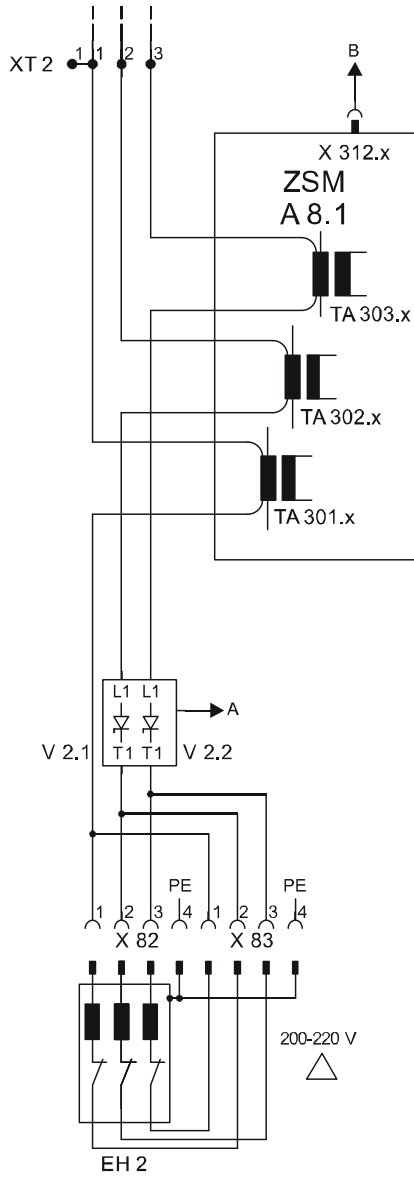 B
XT 2 1 1 2 3
X 312.x
ZSM
A 8.1
TA 303.x
TA 302.x
TA 301.x
L1 L1
A
V 2.1 T1 T1 V 2.2
PE PE
1 2 3 4 1 2 3 4
X 82 X 83
200-220 V
EH 2